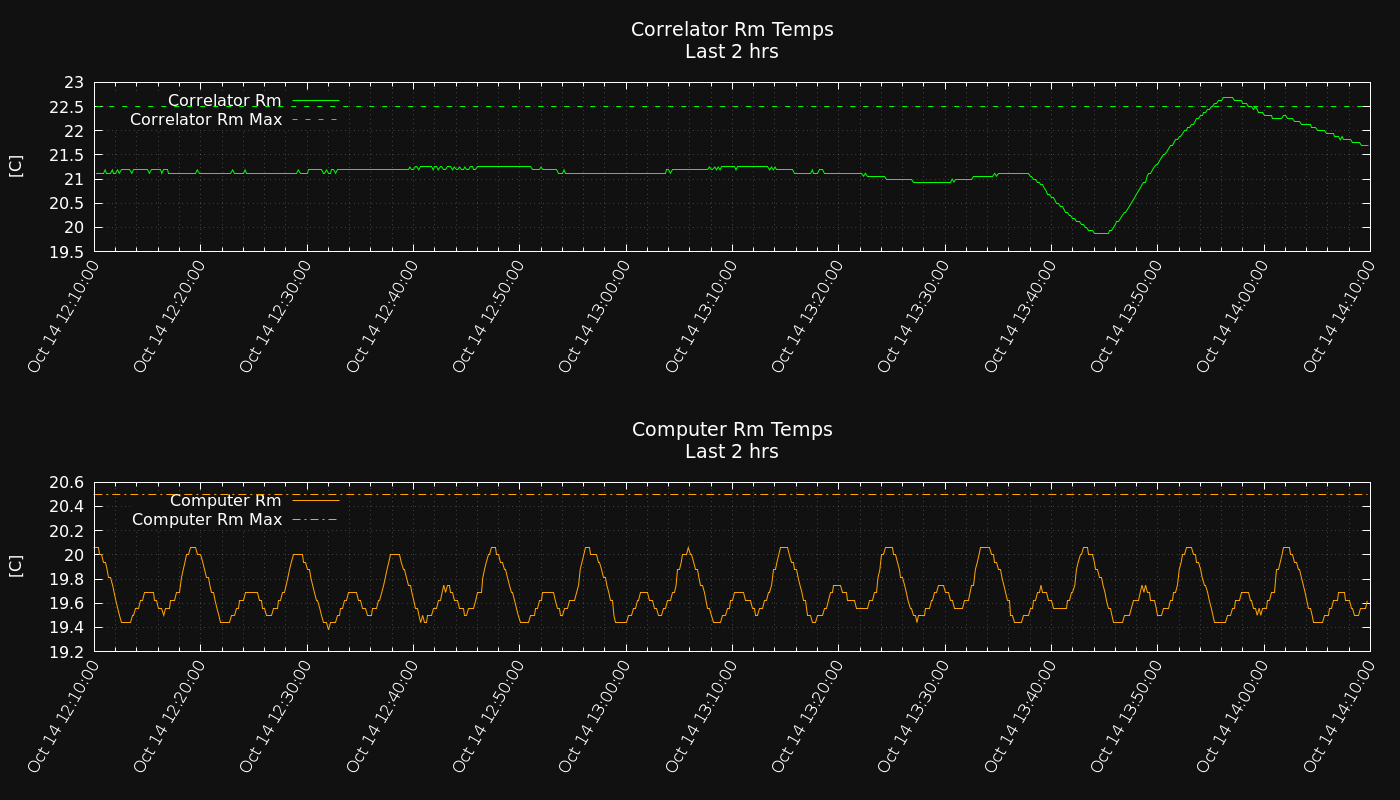 Correlator Rm Temps
Last 2 hrs
[C]
23
22.5
22
21.5
21
20.5
20
19.5
Correlator Rm
Correlator Rm Max
Oct 14 12:10:00
Oct 14 12:20:00
Oct 14 12:30:00
Oct 14 12:40:00
Oct 14 12:50:00
Oct 14 13:00:00
Oct 14 13:10:00
Oct 14 13:20:00
Oct 14 13:30:00
Oct 14 13:40:00
Oct 14 13:50:00
Oct 14 14:00:00
Oct 14 14:10:00
Computer Rm Temps
Last 2 hrs
[C]
20.6
20.4
20.2
20
19.8
19.6
19.4
19.2
Computer Rm
Computer Rm Max
Oct 14 12:10:00
Oct 14 12:20:00
Oct 14 12:30:00
Oct 14 12:40:00
Oct 14 12:50:00
Oct 14 13:00:00
Oct 14 13:10:00
Oct 14 13:20:00
Oct 14 13:30:00
Oct 14 13:40:00
Oct 14 13:50:00
Oct 14 14:00:00
Oct 14 14:10:00